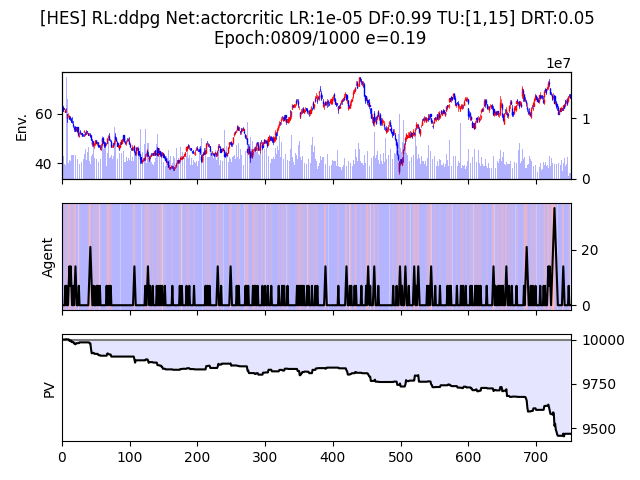 [HES] RL:ddpg Net:actorcritic LR:1e-05 DF:0.99 TU:[1,15] DRT:0.05
Epoch:0809/1000 e=0.19
1e7
Env.
60
40
1
0
Agent
20
0
PV
10000
9750
9500
0 100 200 300 400 500 600 700